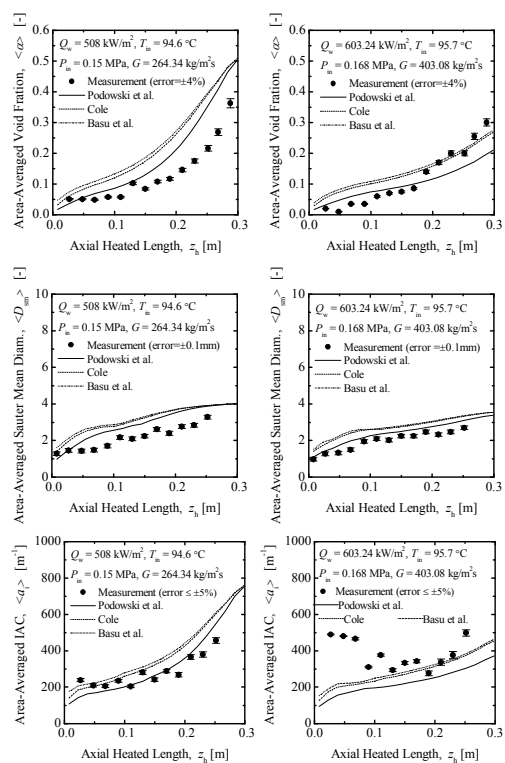 Area-Averaged Void Fration, <α> [-]
0.6
0.5
0.4
0.3
0.2
0.1
0.0
Q_w = 508 kW/m², T_in = 94.6 °C
P_in = 0.15 MPa, G = 264.34 kg/m²s
Measurement (error=±4%)
Podowski et al.
Cole
Basu et al.
0.0 0.1 0.2 0.3
Axial Heated Length, z_h [m]
Area-Averaged Void Fration, <α> [-]
0.6
0.5
0.4
0.3
0.2
0.1
0.0
Q_w = 603.24 kW/m², T_in = 95.7 °C
P_in = 0.168 MPa, G = 403.08 kg/m²s
Measurement (error=±4%)
Podowski et al.
Cole
Basu et al.
0.0 0.1 0.2 0.3
Axial Heated Length, z_h [m]
Area-Averaged Sauter Mean Diam., <D_sm> [-]
10
8
6
4
2
0
Q_w = 508 kW/m², T_in = 94.6 °C
P_in = 0.15 MPa, G = 264.34 kg/m²s
Measurement (error=±0.1mm)
Podowski et al.
Cole
Basu et al.
0.0 0.1 0.2 0.3
Axial Heated Length, z_h [m]
Area-Averaged Sauter Mean Diam., <D_sm> [-]
10
8
6
4
2
0
Q_w = 603.24 kW/m², T_in = 95.7 °C
P_in = 0.168 MPa, G = 403.08 kg/m²s
Measurement (error =±0.1mm)
Podowski et al.
Cole
Basu et al.
0.0 0.1 0.2 0.3
Axial Heated Length, z_h [m]
Area-Averaged IAC, <a_i> [m⁻¹]
1000
800
600
400
200
0
Q_w = 508 kW/m², T_in = 94.6 °C
P_in = 0.15 MPa, G = 264.34 kg/m²s
Measurement (error ≤ ±5%)
Podowski et al.
Cole
Basu et al.
0.0 0.1 0.2 0.3
Axial Heated Length, z_h [m]
Area-Averaged IAC, <a_i> [m⁻¹]
1000
800
600
400
200
0
Q_w = 603.24 kW/m², T_in = 95.7 °C
P_in = 0.168 MPa, G = 403.08 kg/m²s
Measurement (error ≤ ±5%)
Podowski et al.
Cole Basu et al.
0.0 0.1 0.2 0.3
Axial Heated Length, z_h [m]